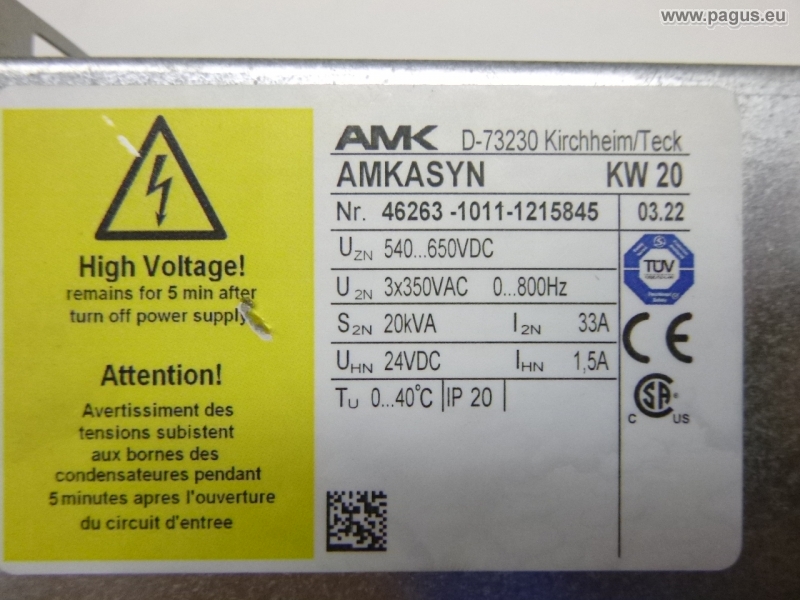 www.pagus.eu
High Voltage!
remains for 5 min after
turn off power supply
Attention!
Avertissiment des
tensions subistent
aux bornes des
condensateures pendant
5 minutes apres l'ouverture
du circuit d'entree
AMK D-73230 Kirchheim/Teck
AMKASYN KW 20
Nr. 46263 -1011-1215845 03.22
UZN 540...650VDC
U2N 3x350VAC 0...800Hz
S2N 20kVA I2N 33A
UHN 24VDC IHN 1,5A
TU 0...40°C IP 20
TÜV
CE
C SA US